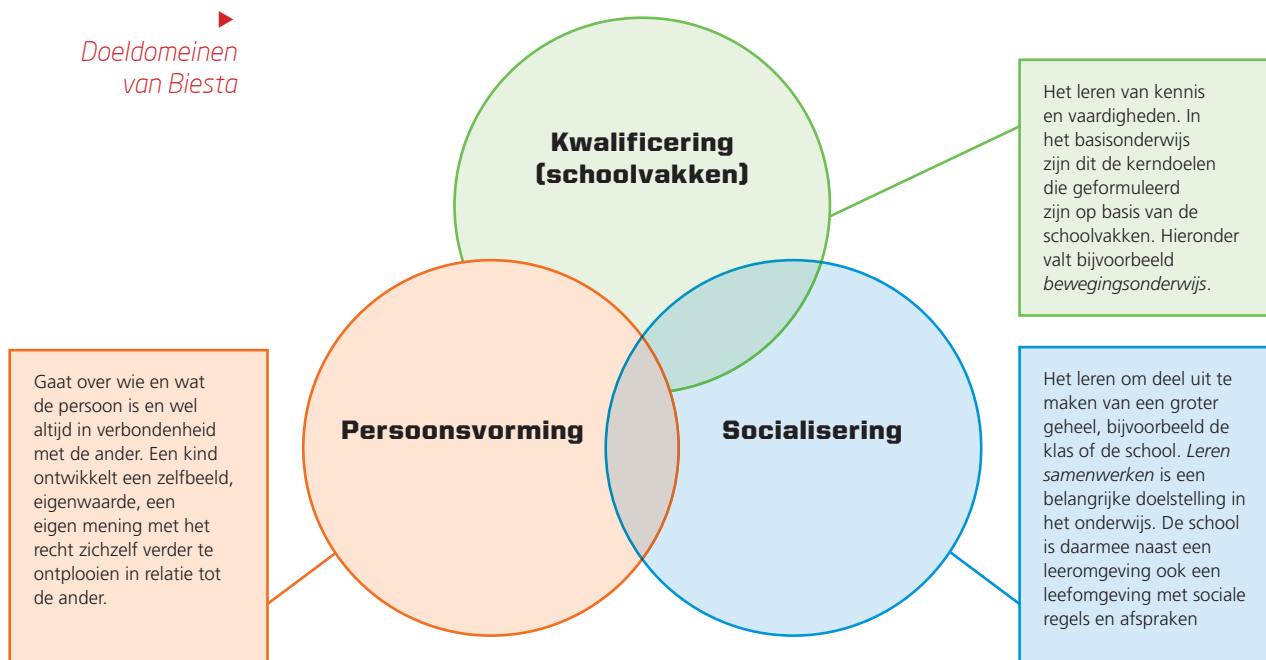 ▶
Doeldomeinen
van Biesta
Kwalificering
(schoolvakken)
Het leren van kennis
en vaardigheden. In
het basisonderwijs
zijn dit de kerndoelen
die geformuleerd
zijn op basis van de
schoolvakken. Hieronder
valt bijvoorbeeld
bewegingsonderwijs.
Gaat over wie en wat
de persoon is en wel
altijd in verbondenheid
met de ander. Een kind
ontwikkelt een zelfbeeld,
eigenwaarde, een
eigen mening met het
recht zichzelf verder te
ontplooien in relatie tot
de ander.
Persoonsvorming
Socialisering
Het leren om deel uit te
maken van een groter
geheel, bijvoorbeeld de
klas of de school. Leren
samenwerken is een
belangrijke doelstelling in
het onderwijs. De school
is daarmee naast een
leeromgeving ook een
leefomgeving met sociale
regels en afspraken